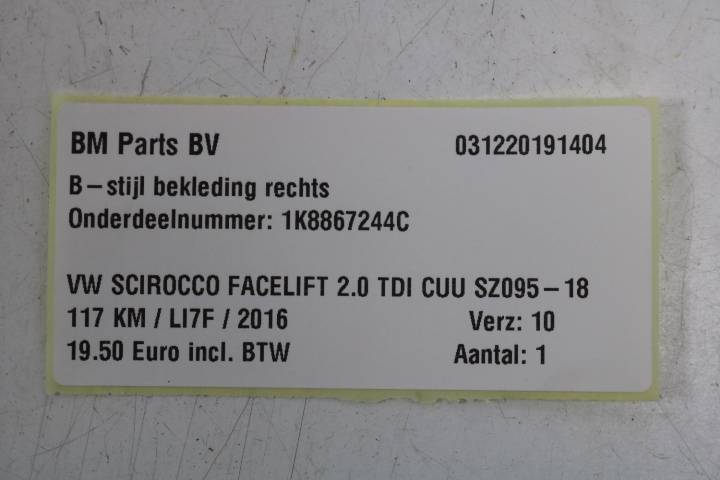 BM Parts BV 031220191404
B-stijl bekleding rechts
Onderdeelnummer: 1K8867244C
VW SCIROCCO FACELIFT 2.0 TDI CUU SZ095-18
117 KM / LI7F / 2016 Verz: 10
19.50 Euro incl. BTW Aantal: 1